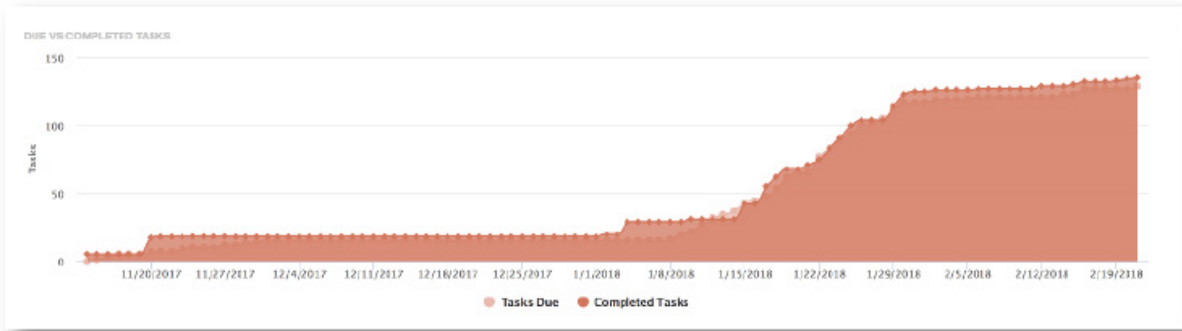 DUE VS COMPLETED TASKS
150
100
50
0
Tasks
11/20/2017 11/27/2017 12/4/2017 12/11/2017 12/18/2017 12/25/2017 1/1/2018 1/8/2018 1/15/2018 1/22/2018 1/29/2018 2/5/2018 2/12/2018 2/19/2018
Tasks Due Completed Tasks